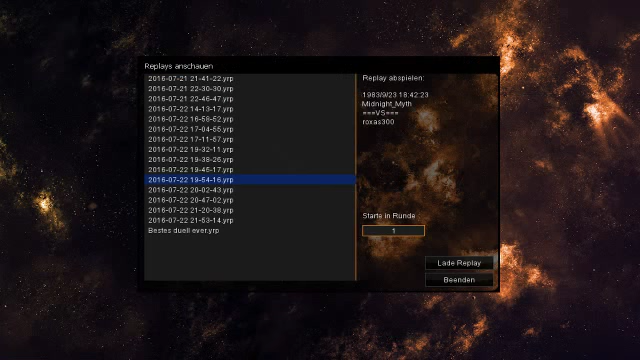 Replays anschauen
2016-07-21 21-41-22.yrp
2016-07-21 22-30-30.yrp
2016-07-21 22-46-47.yrp
2016-07-22 14-13-17.yrp
2016-07-22 16-58-52.yrp
2016-07-22 17-04-55.yrp
2016-07-22 17-11-57.yrp
2016-07-22 19-32-11.yrp
2016-07-22 19-38-26.yrp
2016-07-22 19-45-17.yrp
2016-07-22 19-54-16.yrp
2016-07-22 20-02-43.yrp
2016-07-22 20-47-02.yrp
2016-07-22 21-20-38.yrp
2016-07-22 21-53-14.yrp
Bestes duell ever.yrp
Replay abspielen:
1983/9/23 18:42:23
Midnight_Myth
===VS===
roxas300
Starte in Runde
1
Lade Replay
Beenden